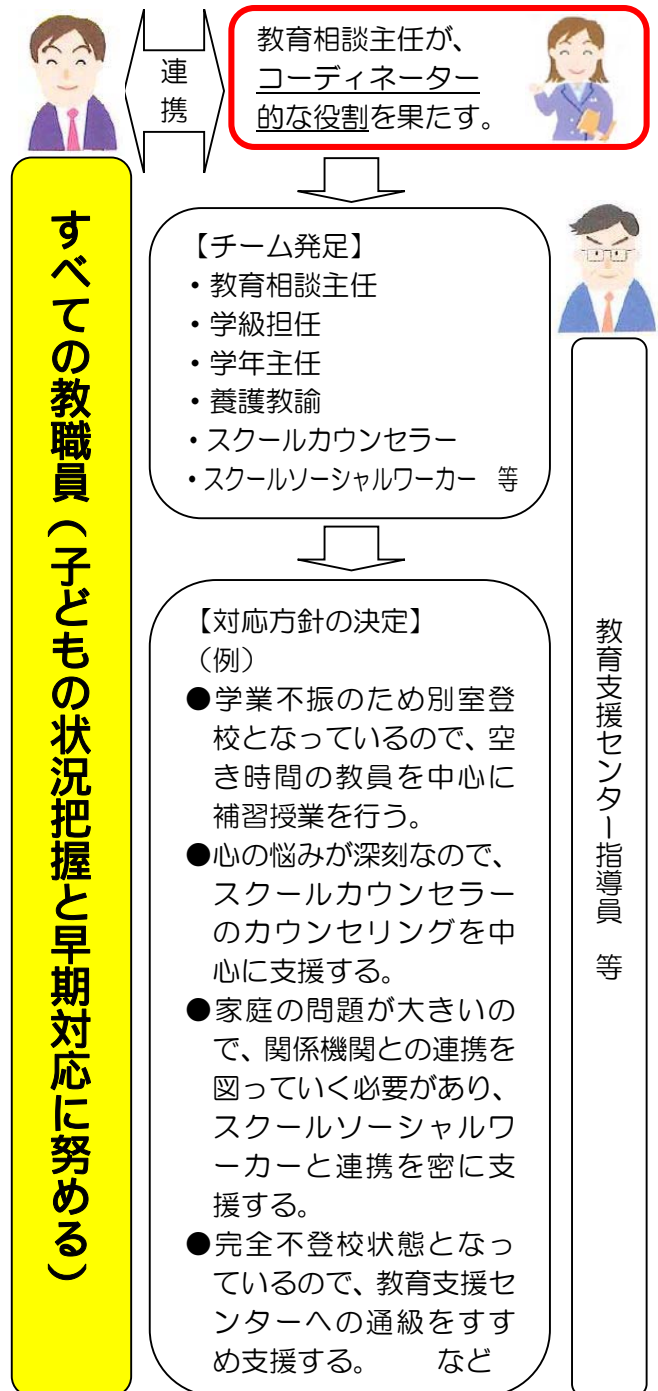 連
携
教育相談主任が、
コーディネーター
的な役割を果たす。
すべての教職員（子どもの状況把握と早期対応に努める）
【チーム発足】
・教育相談主任
・学級担任
・学年主任
・養護教諭
・スクールカウンセラー
・スクールソーシャルワーカー 等
【対応方針の決定】
（例）
●学業不振のため別室登
校となっているので、空
き時間の教員を中心に
補習授業を行う。
●心の悩みが深刻なので、
スクールカウンセラー
のカウンセリングを中
心に支援する。
●家庭の問題が大きいの
で、関係機関との連携を
図っていく必要があり、
スクールソーシャルワ
ーカーと連携を密に支
援する。
●完全不登校状態となっ
ているので、教育支援セ
ンターへの通級をすす
め支援する。 など
教育支援センター指導員 等